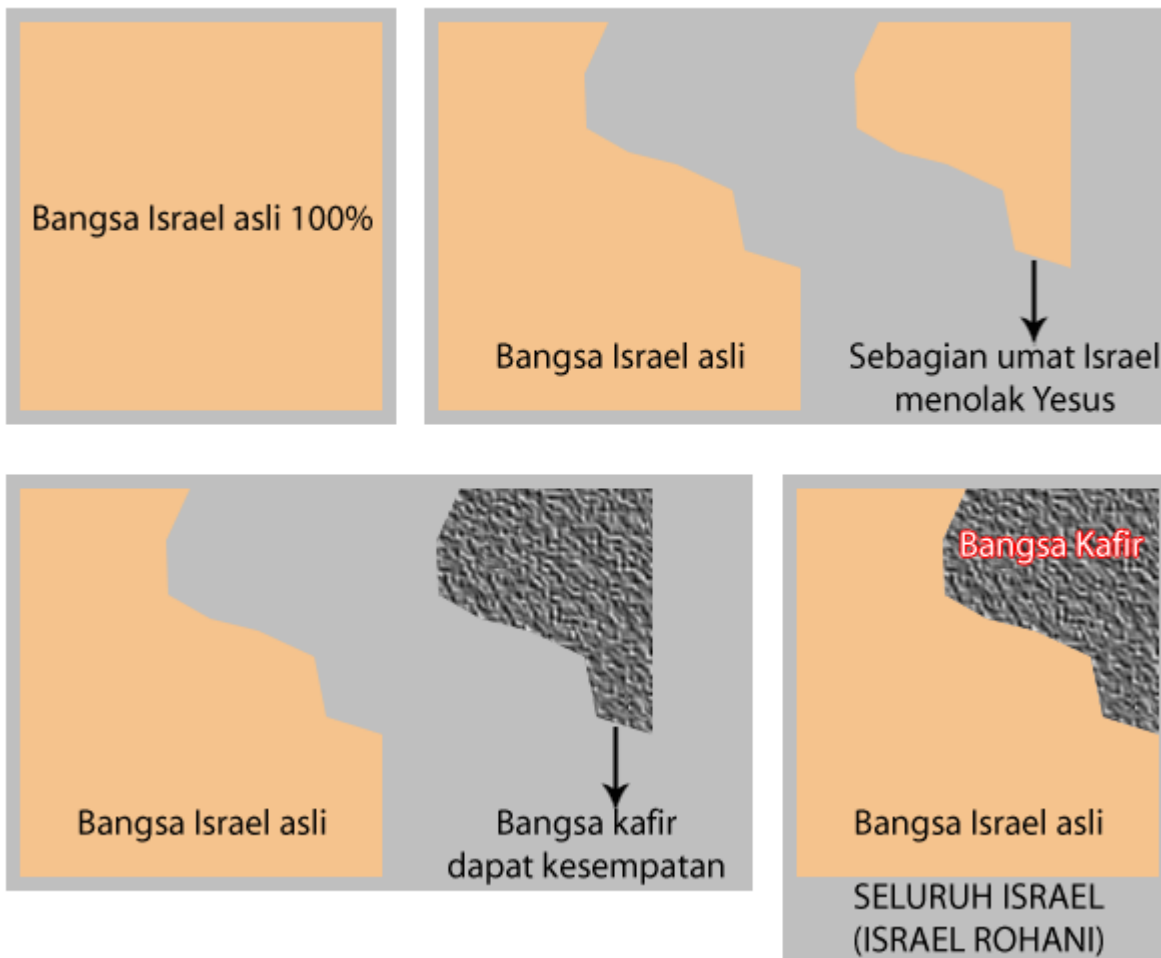 Bangsa Israel asli 100%
Bangsa Israel asli
Sebagian umat Israel
menolak Yesus
Bangsa Israel asli
Bangsa kafir
dapat kesempatan
Bangsa Kafir
Bangsa Israel asli
SELURUH ISRAEL
(ISRAEL ROHANI)